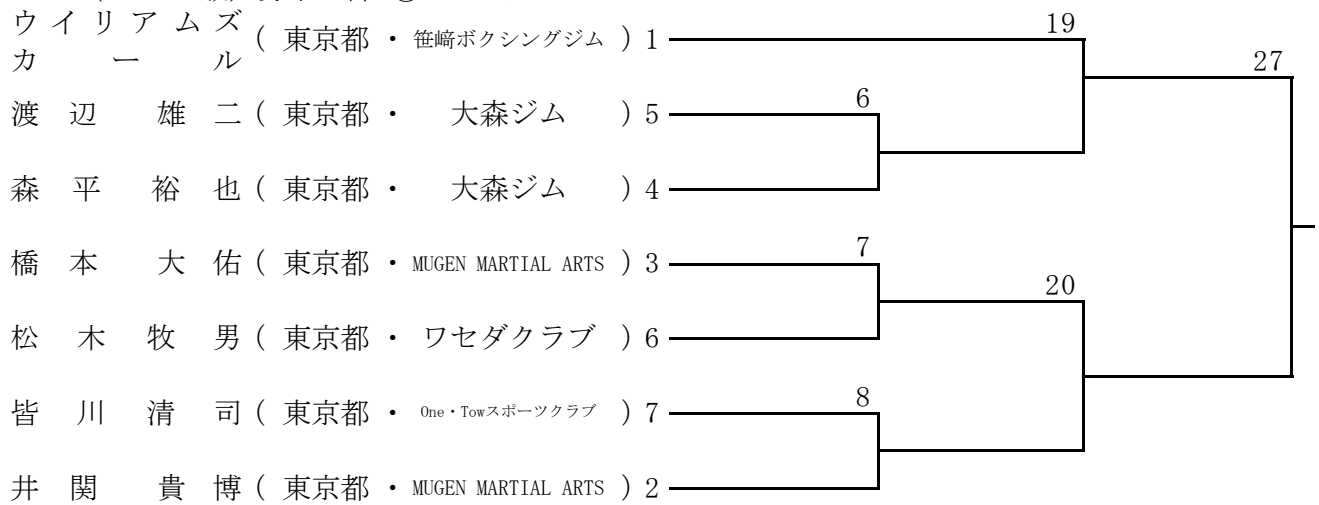 ウイリアムズ
カール ( 東京都 ・ 笹﨑ボクシングジム ) 1
19
27
渡辺 雄二 ( 東京都 ・ 大森ジム ) 5
6
森平 裕也 ( 東京都 ・ 大森ジム ) 4
橋本 大佑 ( 東京都 ・ MUGEN MARTIAL ARTS ) 3
7
20
松木牧男 ( 東京都 ・ ワセダクラブ ) 6
皆川清司 ( 東京都 ・ One・Towスポーツクラブ ) 7
8
井関 貴博 ( 東京都 ・ MUGEN MARTIAL ARTS ) 2